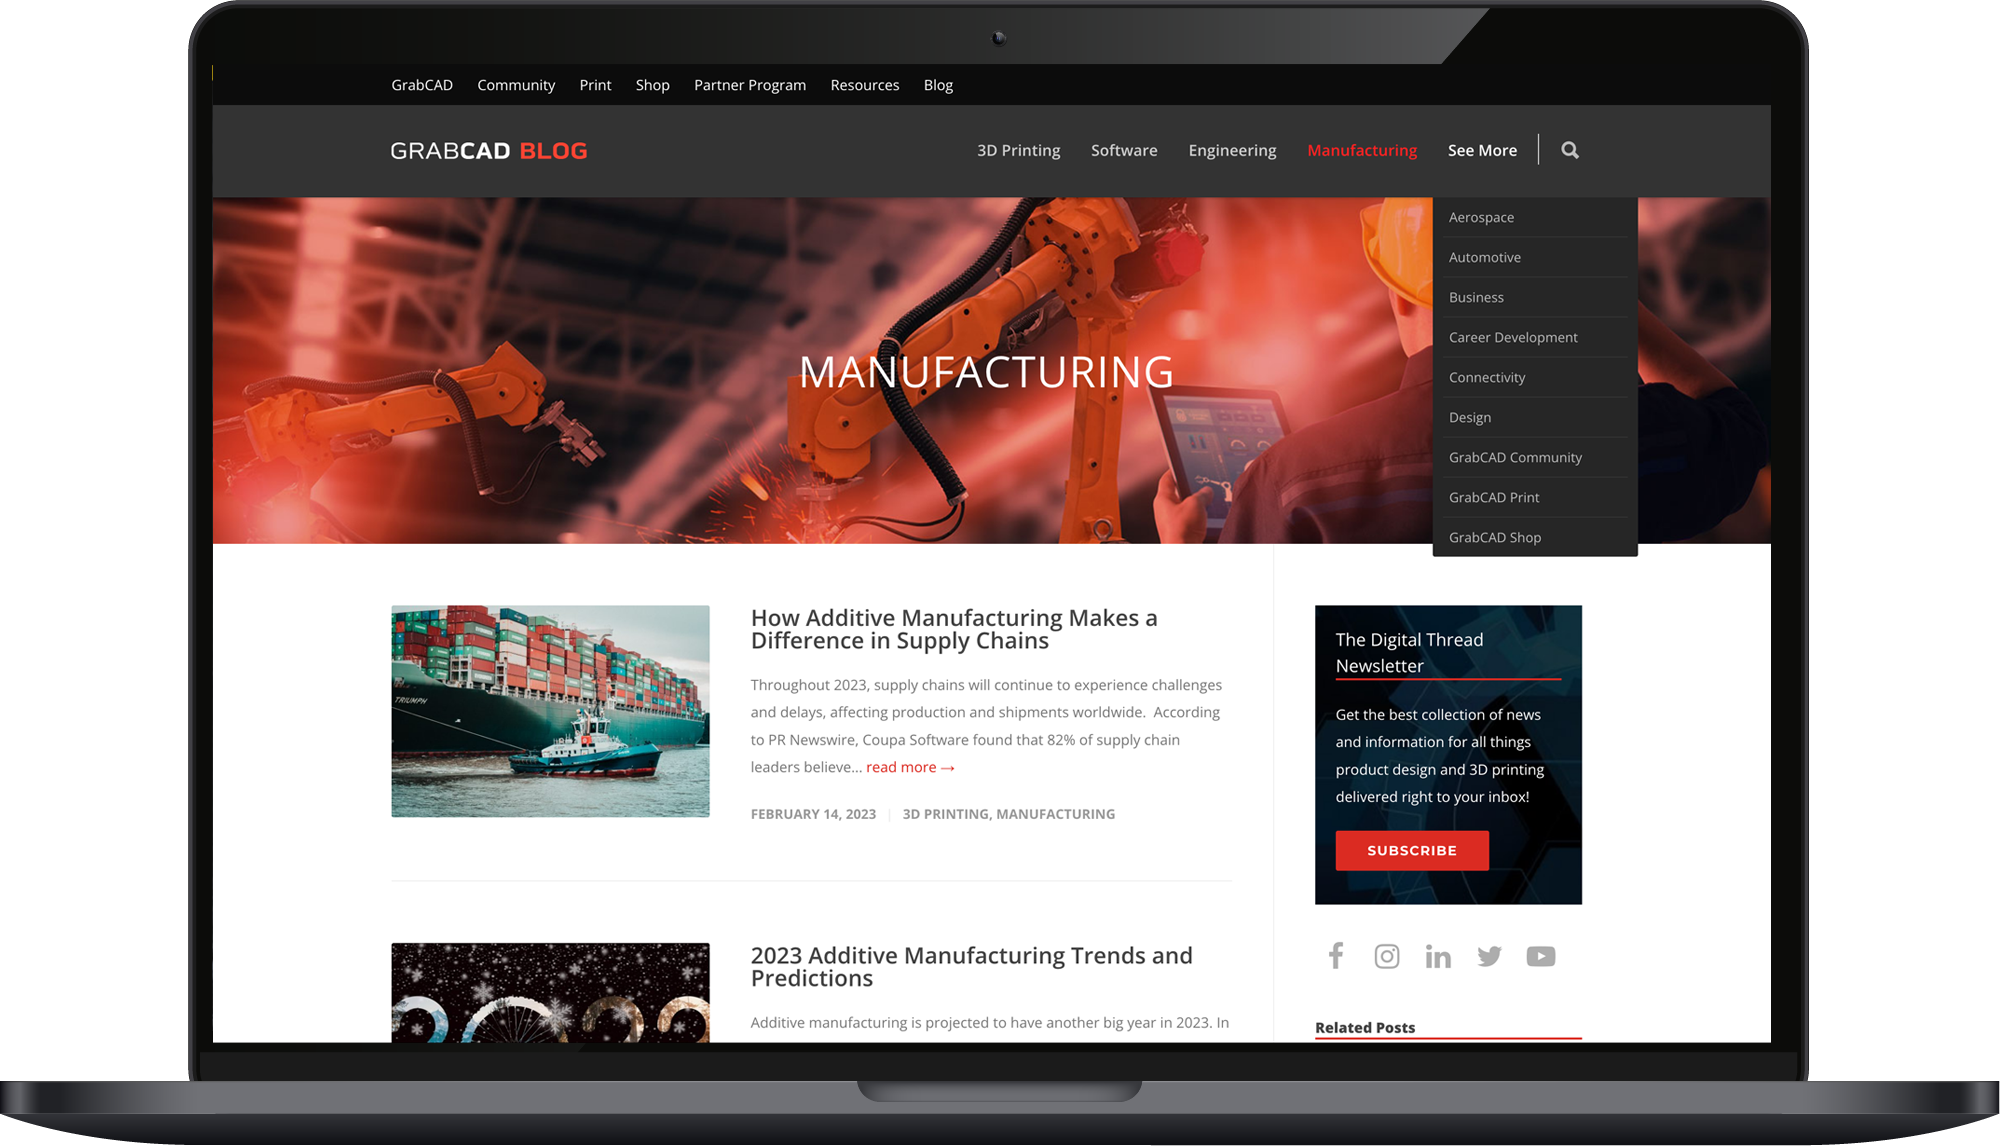 GrabCAD Community Print Shop Partner Program Resources Blog
GRABCAD BLOG
3D Printing Software Engineering Manufacturing See More
Aerospace
Automotive
Business
Career Development
Connectivity
Design
GrabCAD Community
GrabCAD Print
GrabCAD Shop
MANUFACTURING
TRIUMPH
How Additive Manufacturing Makes a
Difference in Supply Chains
Throughout 2023, supply chains will continue to experience challenges
and delays, affecting production and shipments worldwide. According
to PR Newswire, Coupa Software found that 82% of supply chain
leaders believe... read more →
FEBRUARY 14, 2023 | 3D PRINTING, MANUFACTURING
2023
2023 Additive Manufacturing Trends and
Predictions
Additive manufacturing is projected to have another big year in 2023. In
The Digital Thread
Newsletter
Get the best collection of news
and information for all things
product design and 3D printing
delivered right to your inbox!
SUBSCRIBE
Related Posts